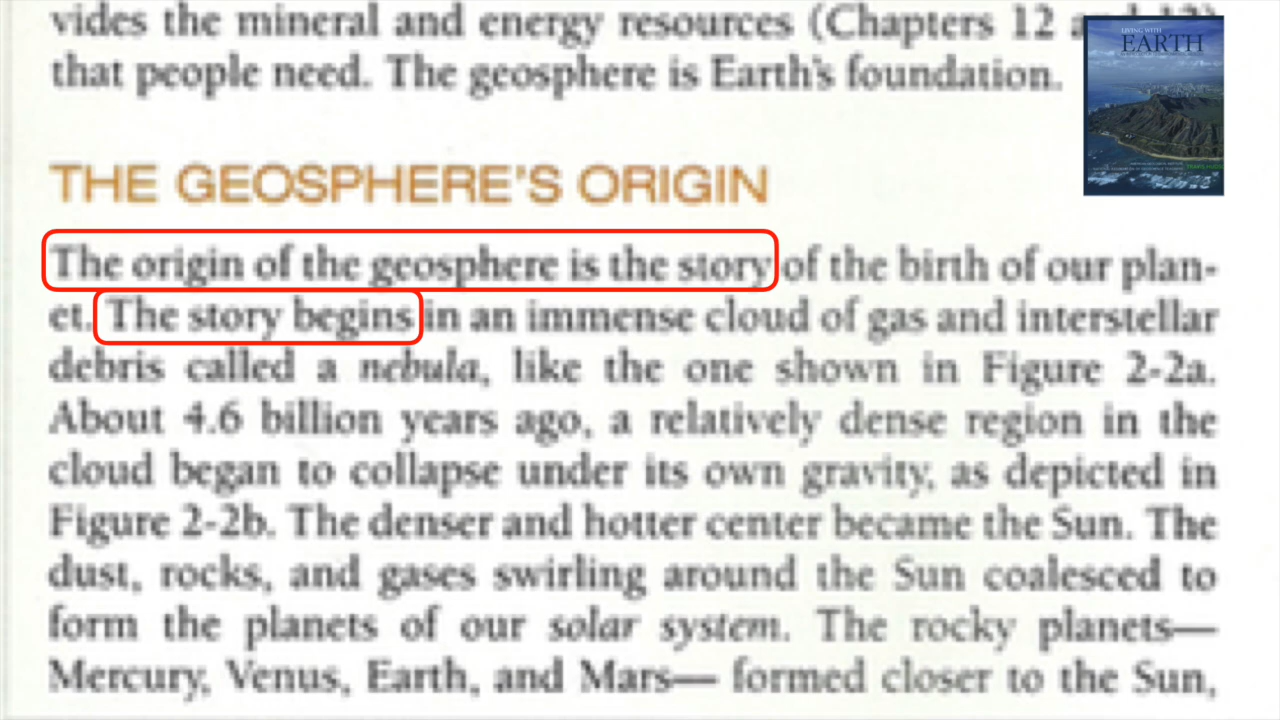 vides the mineral and energy resources (Chapters 12
that people need. The geosphere is Earth's foundation.
LIVING WITH
EARTH
THE GEOSPHERE'S ORIGIN
The origin of the geosphere is the story of the birth of our plan-
et. The story begins in an immense cloud of gas and interstellar
debris called a nebula, like the one shown in Figure 2-2a.
About 4.6 billion years ago, a relatively dense region in the
cloud began to collapse under its own gravity, as depicted in
Figure 2-2b. The denser and hotter center became the Sun. The
dust, rocks, and gases swirling around the Sun coalesced to
form the planets of our solar system. The rocky planets—
Mercury, Venus, Earth, and Mars— formed closer to the Sun,